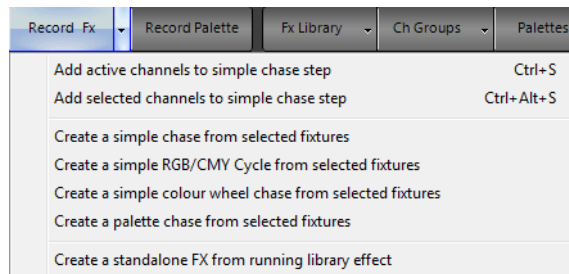 Record Fx Record Palette Fx Library Ch Groups Palettes
Add active channels to simple chase step Ctrl+S
Add selected channels to simple chase step Ctrl+Alt+S
Create a simple chase from selected fixtures
Create a simple RGB/CMY Cycle from selected fixtures
Create a simple colour wheel chase from selected fixtures
Create a palette chase from selected fixtures
Create a standalone FX from running library effect